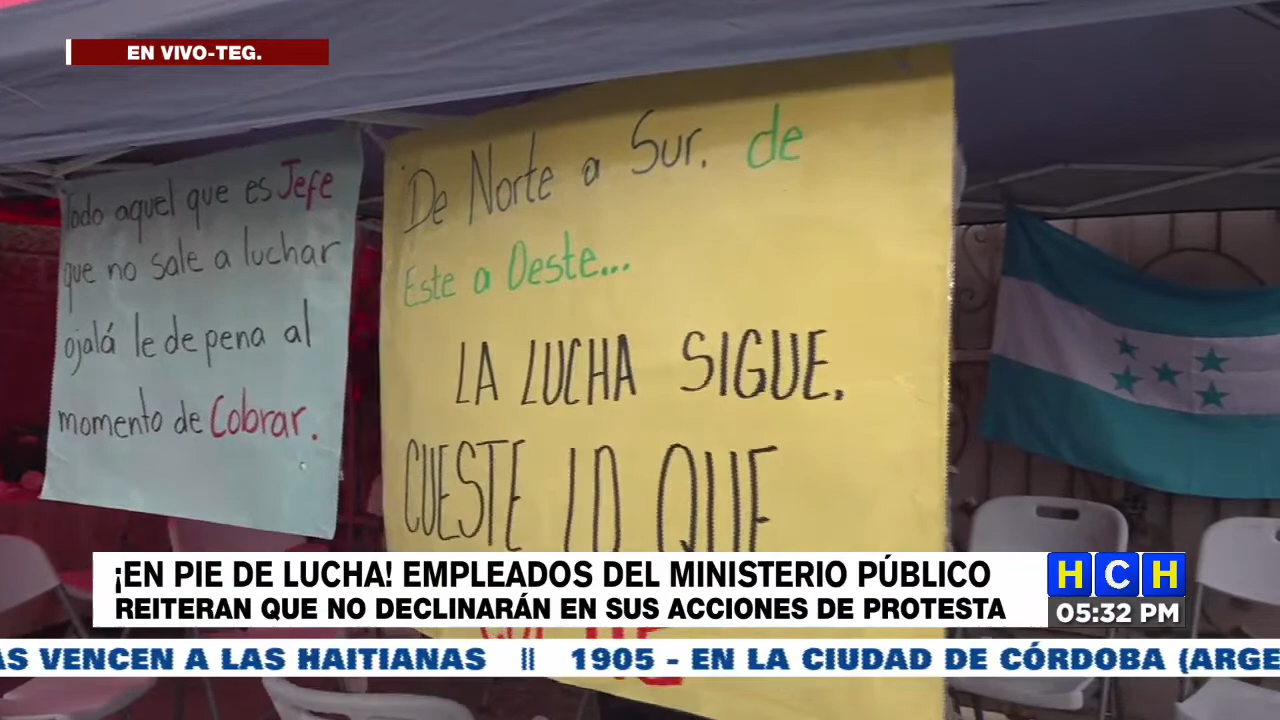 EN VIVO-TEG.
Todo aquel que es Jefe
que no sale a luchar
ojalá le de pena al
momento de Cobrar.
De Norte a Sur. de
Este a Oeste...
LA LUCHA SIGUE.
CUESTE LO QUE
¡EN PIE DE LUCHA! EMPLEADOS DEL MINISTERIO PÚBLICO
REITERAN QUE NO DECLINARÁN EN SUS ACCIONES DE PROTESTA
HCH
05:32 PM
AS VENCEN A LAS HAITIANAS || 1905 - EN LA CIUDAD DE CÓRDOBA (ARGE